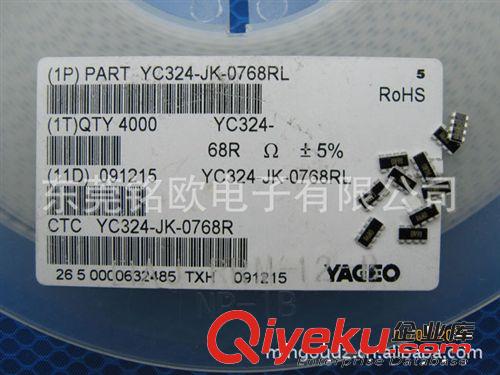 (1P) PART YC324-JK-0768RL
5
RoHS
(1T)QTY 4000 YC324-
68R Ω ±5%
(11D) 091215 YC324 JK-0768RL
东莞铭欧电子有限公司
CTC YC324-JK-0768R
26 5 0000632485 TXH 091215
YAGEO
NP-1B
Qiyeku.com
企业库